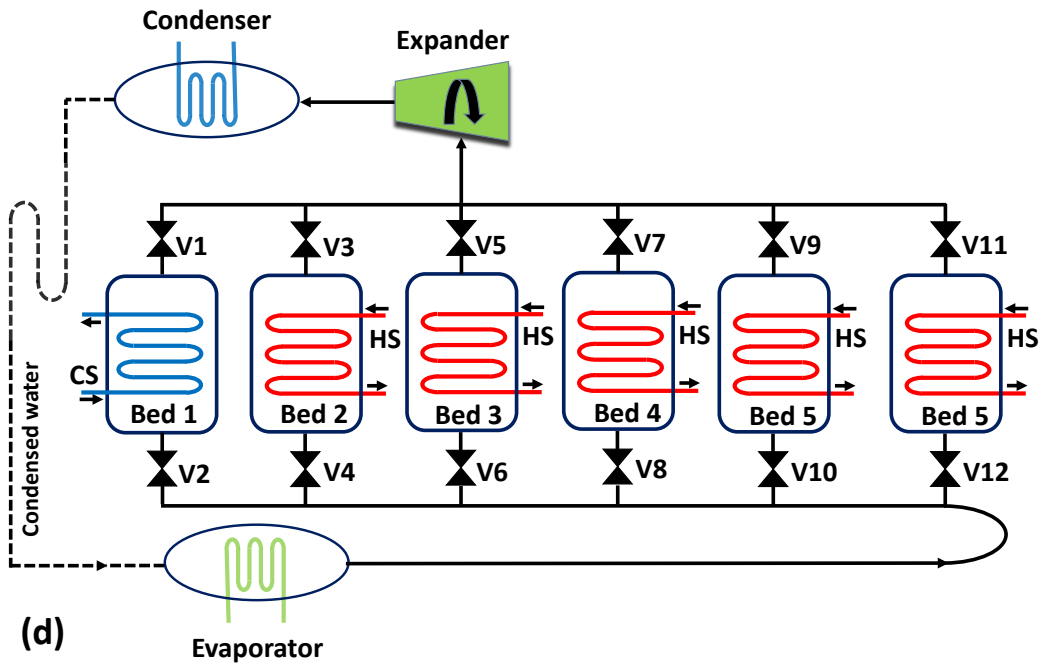 Condenser
Expander
V1
V3
V5
V7
V9
V11
HS
HS
HS
HS
HS
CS
Bed 1
Bed 2
Bed 3
Bed 4
Bed 5
Bed 5
V2
V4
V6
V8
V10
V12
Condensed water
(d)
Evaporator